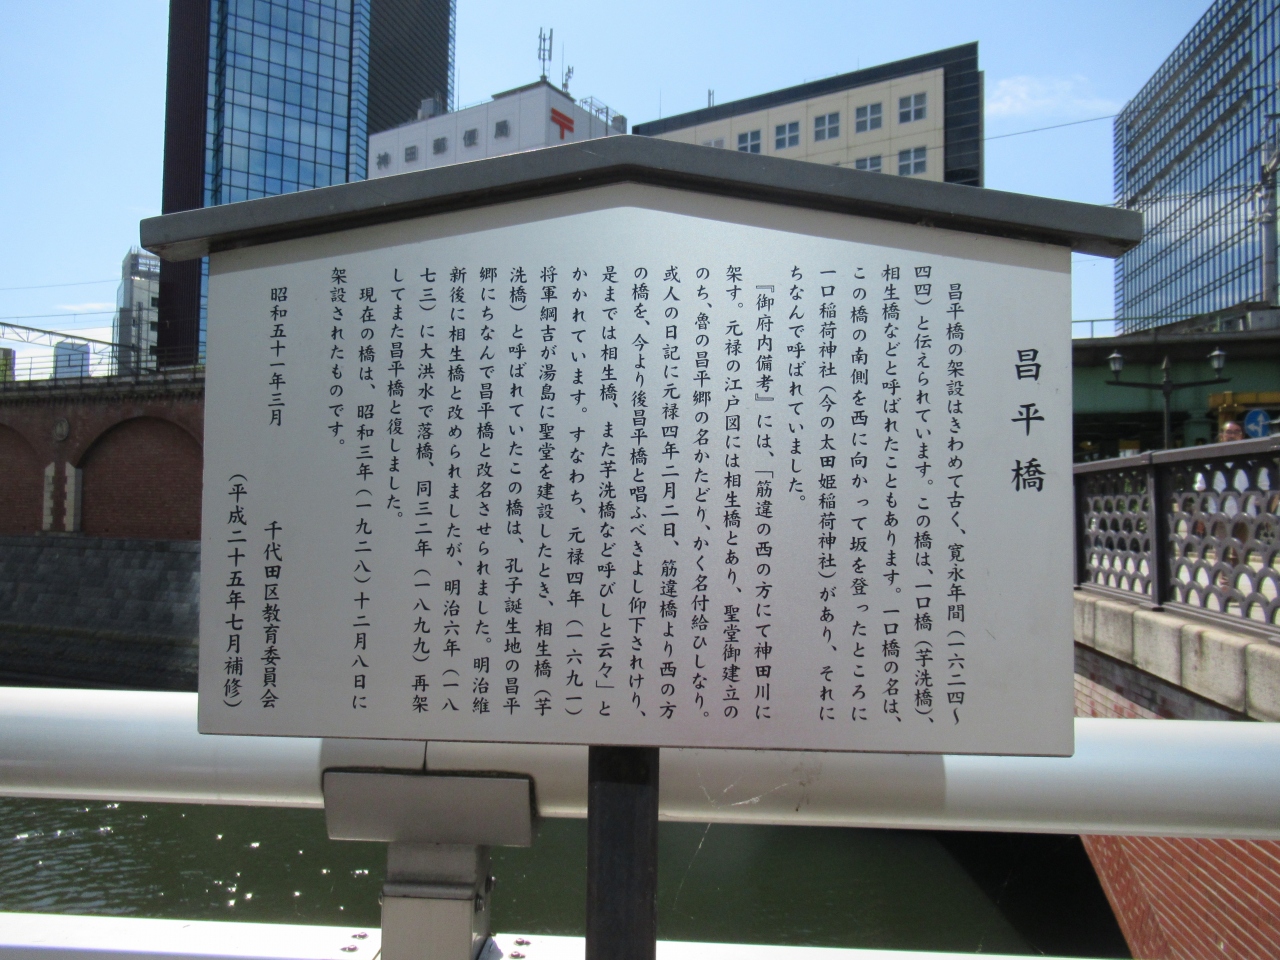 神田郵便局
昌平橋
昌平橋の架設はきわめて古く、寛永年間（一六二四〜
四四）と伝えられています。この橋は、一口橋（芋洗橋）、
相生橋などと呼ばれたこともあります。一口橋の名は、
この橋の南側を西に向かって坂を登ったところに
一口稲荷神社（今の太田姫稲荷神社）があり、それに
ちなんで呼ばれていました。
『御府内備考』には、「筋違の西の方にて神田川に
架す。元禄の江戸図には相生橋とあり、聖堂御建立の
のち、魯の昌平郷の名かたどり、かく名付給ひしなり。
或人の日記に元禄四年二月二日、筋違橋より西の方
の橋を、今より後昌平橋と唱ふべきよし仰下されけり、
是までは相生橋、また芋洗橋など呼びしと云々」と
かかれています。すなわち、元禄四年（一六九一）
将軍綱吉が湯島に聖堂を建設したとき、相生橋（芋
洗橋）と呼ばれていたこの橋は、孔子誕生地の昌平
郷にちなんで昌平橋と改名させられました。明治維
新後に相生橋と改められましたが、明治六年（一八
七三）に大洪水で落橋、同三二年（一八九九）再架
してまた昌平橋と復しました。
現在の橋は、昭和三年（一九二八）十二月八日に
架設されたものです。
昭和五十一年三月
千代田区教育委員会
（平成二十五年七月補修）